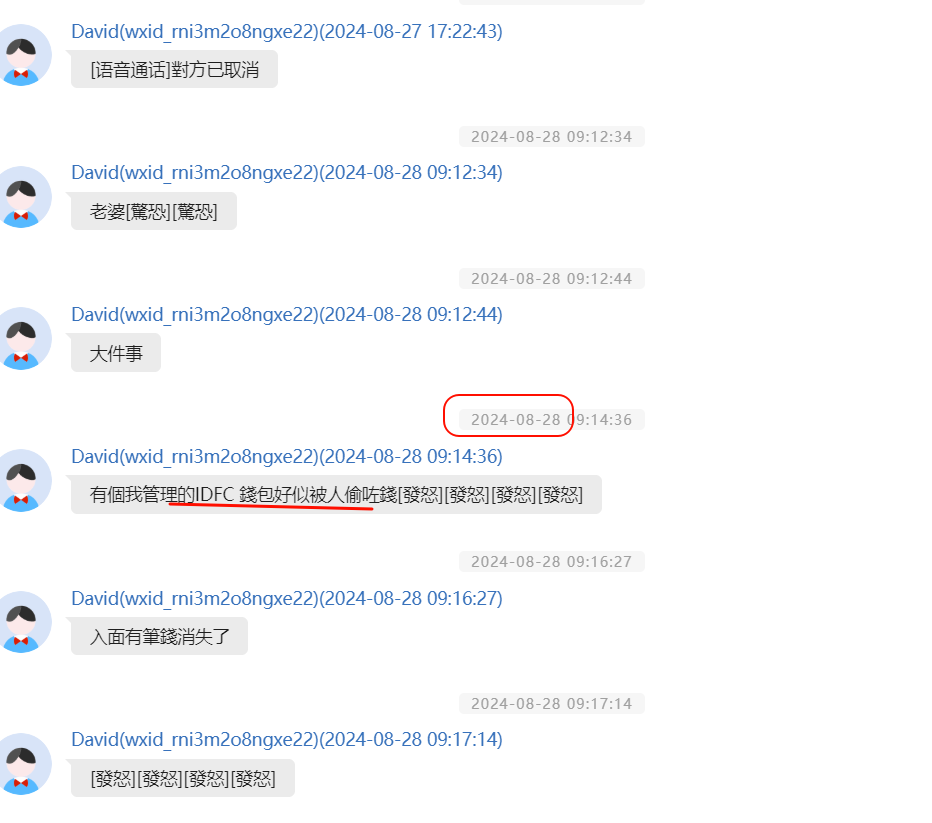 David(wxid_rni3m2o8ngxe22)(2024-08-27 17:22:43)
[语音通话]對方已取消
2024-08-28 09:12:34
David(wxid_rni3m2o8ngxe22)(2024-08-28 09:12:34)
老婆[驚恐][驚恐]
2024-08-28 09:12:44
David(wxid_rni3m2o8ngxe22)(2024-08-28 09:12:44)
大件事
2024-08-28 09:14:36
David(wxid_rni3m2o8ngxe22)(2024-08-28 09:14:36)
有個我管理的IDFC 錢包好似被人偷咗錢[發怒][發怒][發怒][發怒]
2024-08-28 09:16:27
David(wxid_rni3m2o8ngxe22)(2024-08-28 09:16:27)
入面有筆錢消失了
2024-08-28 09:17:14
David(wxid_rni3m2o8ngxe22)(2024-08-28 09:17:14)
[發怒][發怒][發怒][發怒]